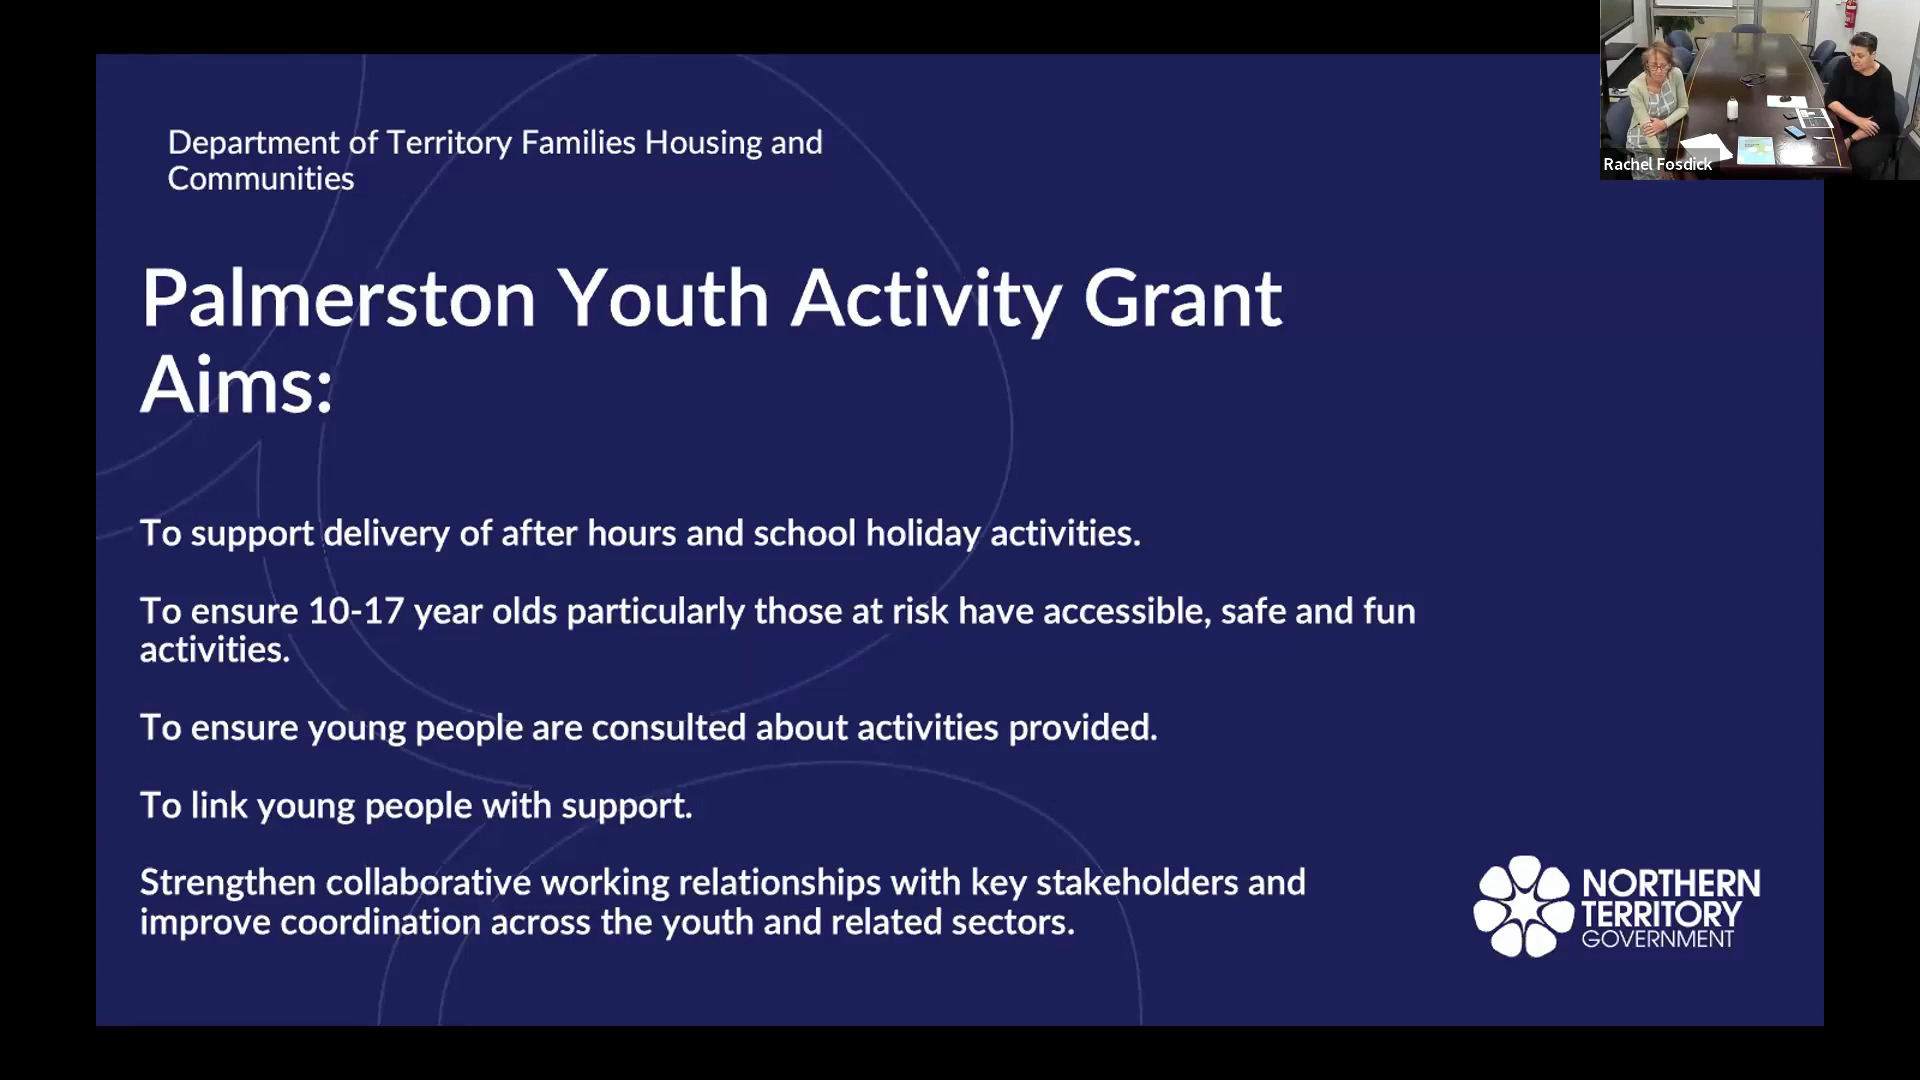 Department of Territory Families Housing and
Communities
Rachel Fosdick
Palmerston Youth Activity Grant
Aims:
To support delivery of after hours and school holiday activities.
To ensure 10-17 year olds particularly those at risk have accessible, safe and fun
activities.
To ensure young people are consulted about activities provided.
To link young people with support.
Strengthen collaborative working relationships with key stakeholders and
improve coordination across the youth and related sectors.
NORTHERN
TERRITORY
GOVERNMENT